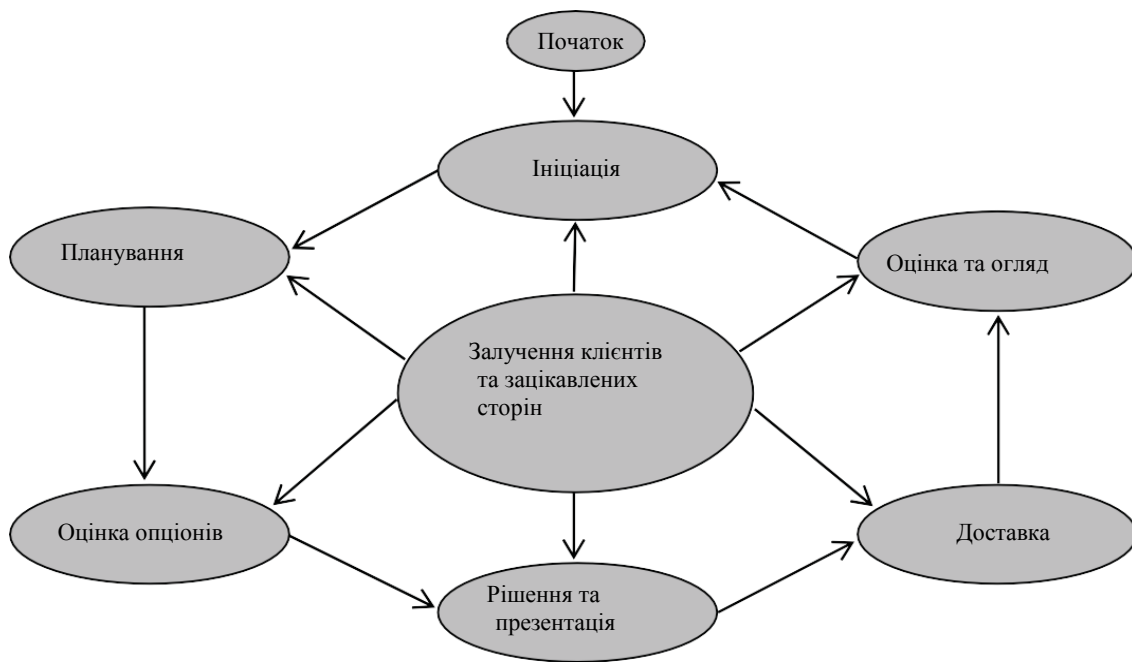 Початок
Ініціація
Планування
Оцінка та огляд
Залучення клієнтів
та зацікавлених
сторін
Оцінка опціонів
Доставка
Рішення та
презентація